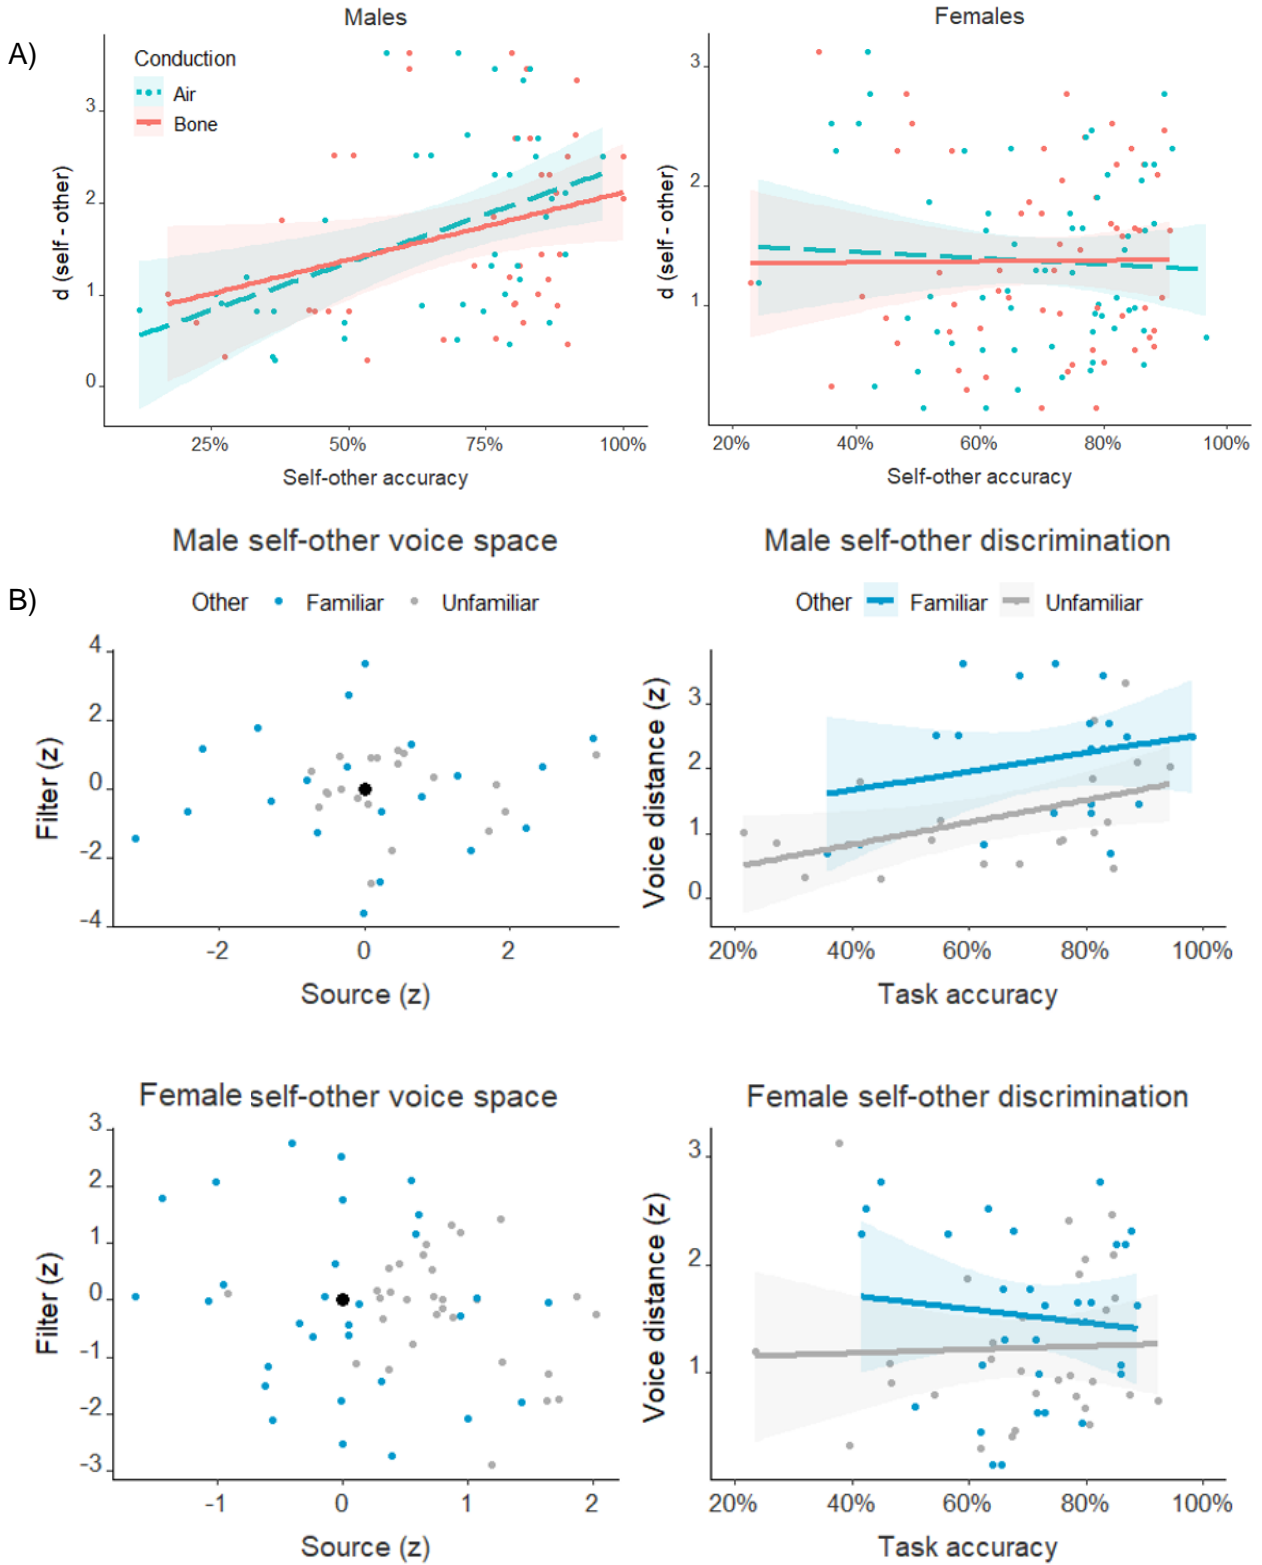 A)
Males
Females
Conduction
Air
Bone
d (self - other)
3
2
1
0
25%
50%
75%
100%
Self-other accuracy
d (self - other)
3
2
1
20%
40%
60%
80%
100%
Self-other accuracy
B)
Male self-other voice space
Male self-other discrimination
Other Familiar Unfamiliar
Other Familiar Unfamiliar
Filter (z)
4
2
0
-2
-4
-2
0
2
Source (z)
Voice distance (z)
3
2
1
0
20%
40%
60%
80%
100%
Task accuracy
Female self-other voice space
Female self-other discrimination
Filter (z)
3
2
1
0
-1
-2
-3
-1
0
1
2
Source (z)
Voice distance (z)
3
2
1
20%
40%
60%
80%
100%
Task accuracy